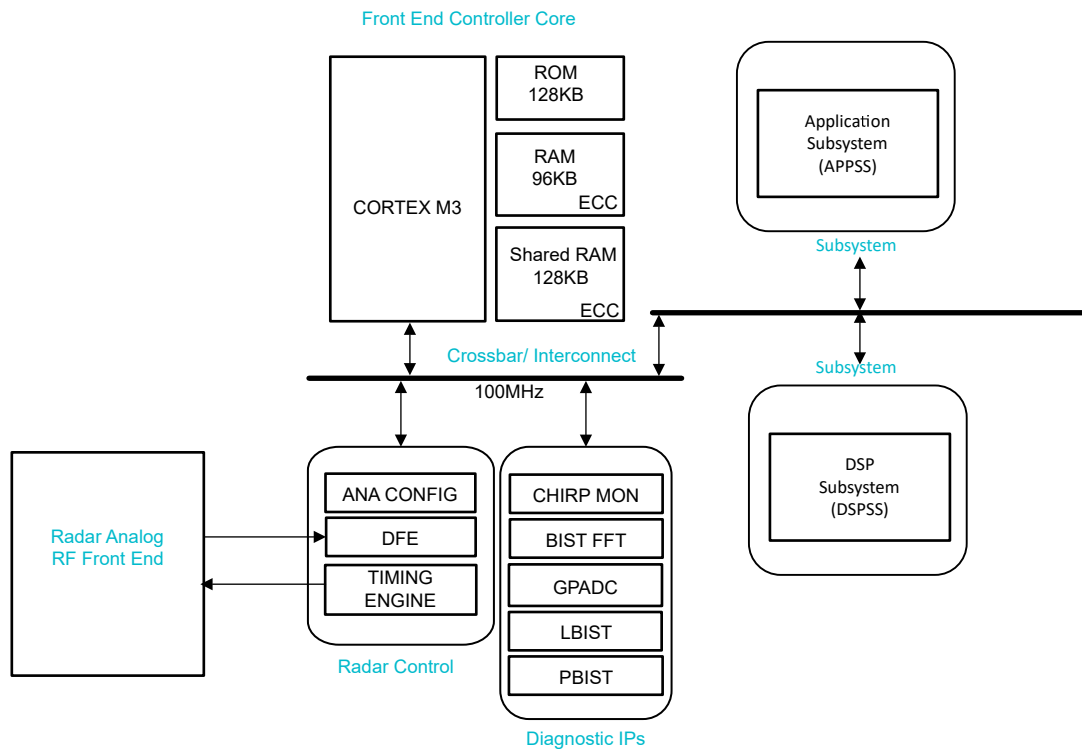 Front End Controller Core
CORTEX M3
ROM
128KB
RAM
96KB
ECC
Shared RAM
128KB
ECC
Application
Subsystem
(APPSS)
Subsystem
Crossbar/ Interconnect
100MHz
Subsystem
DSP
Subsystem
(DSPSS)
Radar Analog
RF Front End
ANA CONFIG
DFE
TIMING
ENGINE
Radar Control
CHIRP MON
BIST FFT
GPADC
LBIST
PBIST
Diagnostic IPs